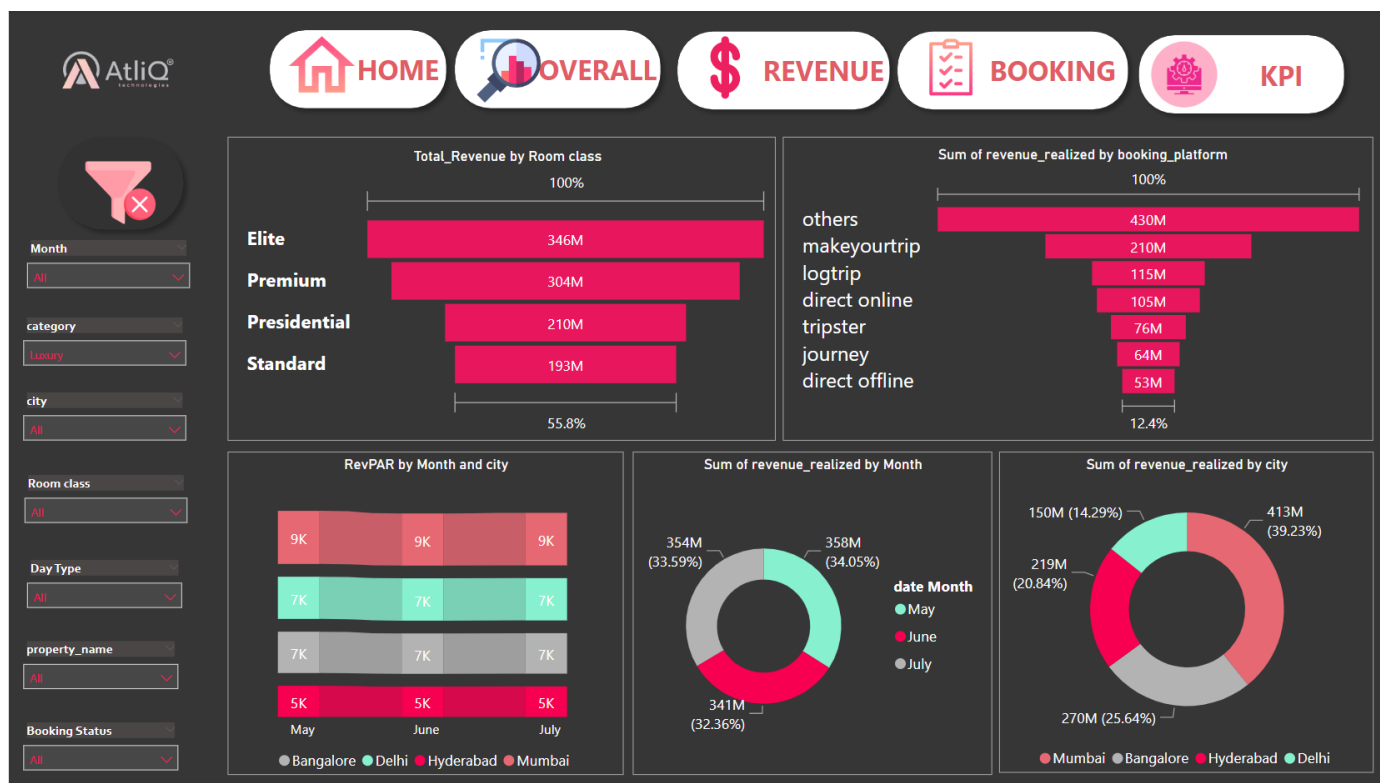 AtliQ®
technologies
HOME
OVERALL
REVENUE
BOOKING
KPI
Month
All
category
Luxury
city
All
Room class
All
Day Type
All
property_name
All
Booking Status
All
Total_Revenue by Room class
100%
Elite 346M
Premium 304M
Presidential 210M
Standard 193M
55.8%
Sum of revenue_realized by booking_platform
100%
others 430M
makeyourtrip 210M
logtrip 115M
direct online 105M
tripster 76M
journey 64M
direct offline 53M
12.4%
RevPAR by Month and city
9K 9K 9K
7K 7K 7K
7K 7K 7K
5K 5K 5K
May June July
Bangalore Delhi Hyderabad Mumbai
Sum of revenue_realized by Month
354M
(33.59%)
358M
(34.05%)
341M
(32.36%)
date Month
May
June
July
Sum of revenue_realized by city
150M (14.29%)
413M
(39.23%)
219M
(20.84%)
270M (25.64%)
Mumbai Bangalore Hyderabad Delhi